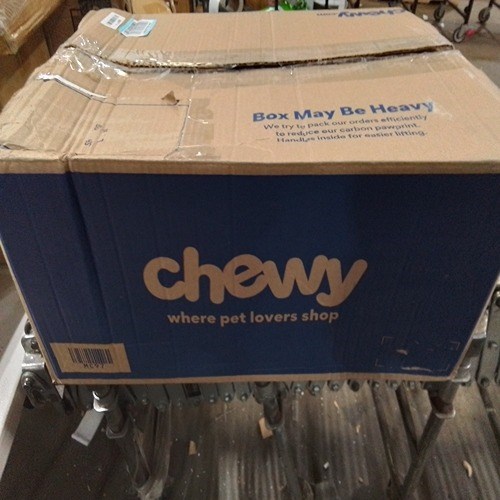 chewy
Box May Be Heavy
We try to pack our orders efficiently
to reduce our carbon pawprint.
Handles inside for easier lifting.
chewy
where pet lovers shop